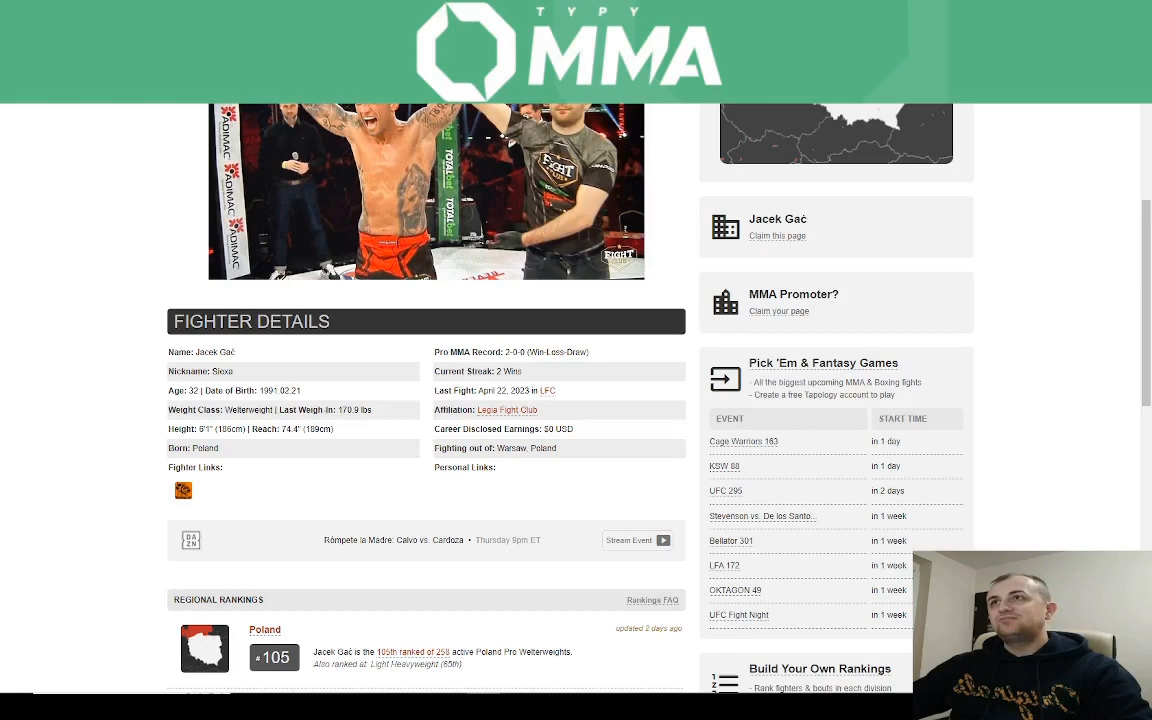 TYPY
MMA
ADIMAC
ADIMAC
TOTALbet
TOTALbet
FIGHT
FIGHT
Jacek Gać
Claim this page
MMA Promoter?
Claim your page
FIGHTER DETAILS
Name: Jacek Gać
Pro MMA Record: 2-0-0 (Win-Loss-Draw)
Nickname: Siexa
Current Streak: 2 Wins
Age: 32 | Date of Birth: 1991.02.21
Last Fight: April 22, 2023 in LFC
Weight Class: Welterweight | Last Weigh-In: 170.9 lbs
Affiliation: Legia Fight Club
Height: 6'1" (186cm) | Reach: 74.4" (189cm)
Career Disclosed Earnings: $0 USD
Born: Poland
Fighting out of: Warsaw, Poland
Fighter Links:
Personal Links:
Pick 'Em & Fantasy Games
- All the biggest upcoming MMA & Boxing fights
- Create a free Tapology account to play
EVENT START TIME
Cage Warriors 163 in 1 day
KSW 88 in 1 day
UFC 295 in 2 days
Stevenson vs. De los Santo... in 1 week
Bellator 301 in 1 week
LFA 172 in 1 week
OKTAGON 49 in 1 week
UFC Fight Night in 1 week
DAZN
Rómpete la Madre: Calvo vs. Cardoza • Thursday 9pm ET
Stream Event
REGIONAL RANKINGS
Rankings FAQ
Poland
updated 2 days ago
#105
Jacek Gać is the 105th ranked of 258 active Poland Pro Welterweights.
Also ranked at: Light Heavyweight (65th)
Build Your Own Rankings
- Rank fighters & bouts in each division